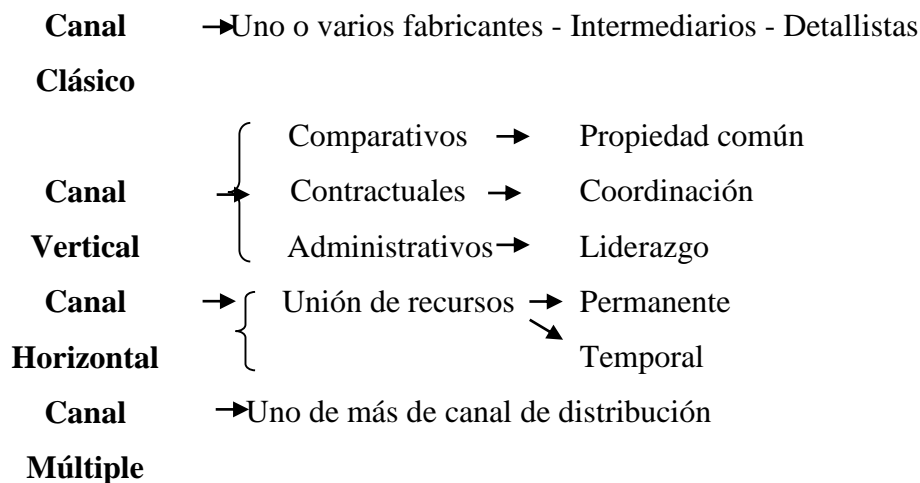 Canal Uno o varios fabricantes - Intermediarios - Detallistas
Clásico
Comparativos Propiedad común
Canal Contractuales Coordinación
Vertical Administrativos Liderazgo
Canal Unión de recursos Permanente
Horizontal Temporal
Canal Uno de más de canal de distribución
Múltiple